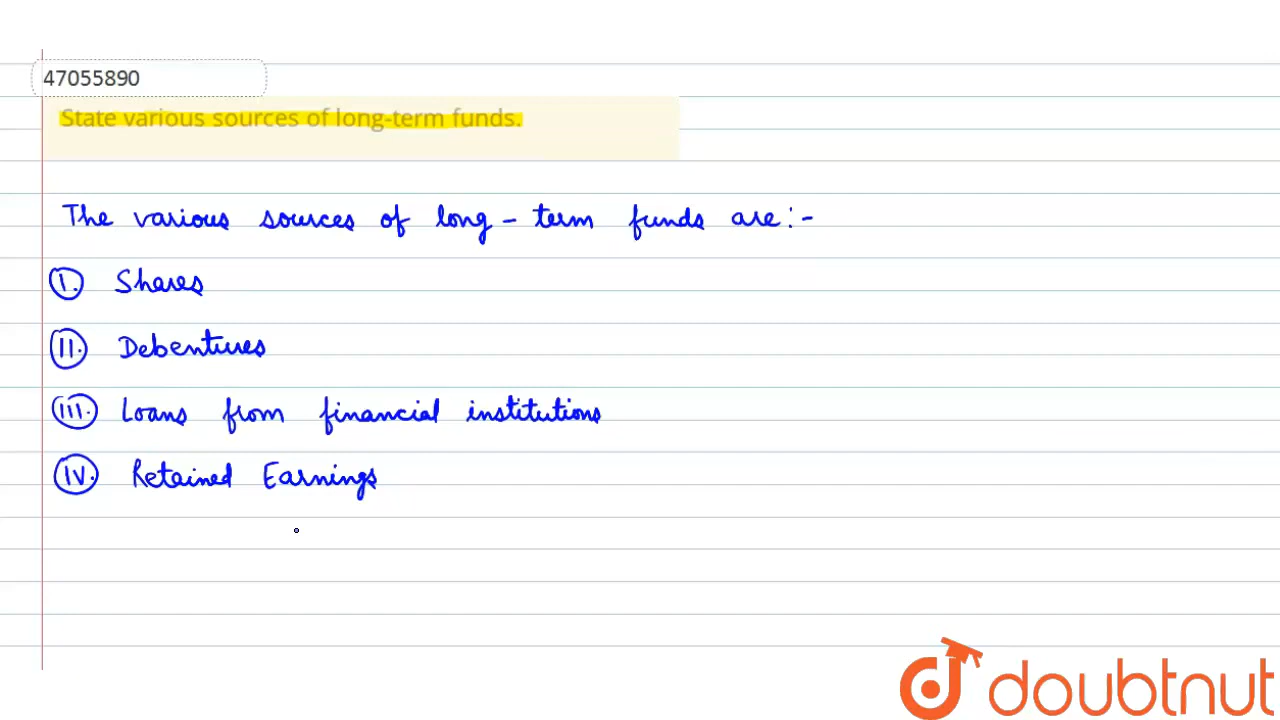 47055890
State various sources of long-term funds.
The various sources of long - term funds are :-
I. Shares
II. Debentures
III. Loans from financial institutions
IV. Retained Earnings
doubtnut